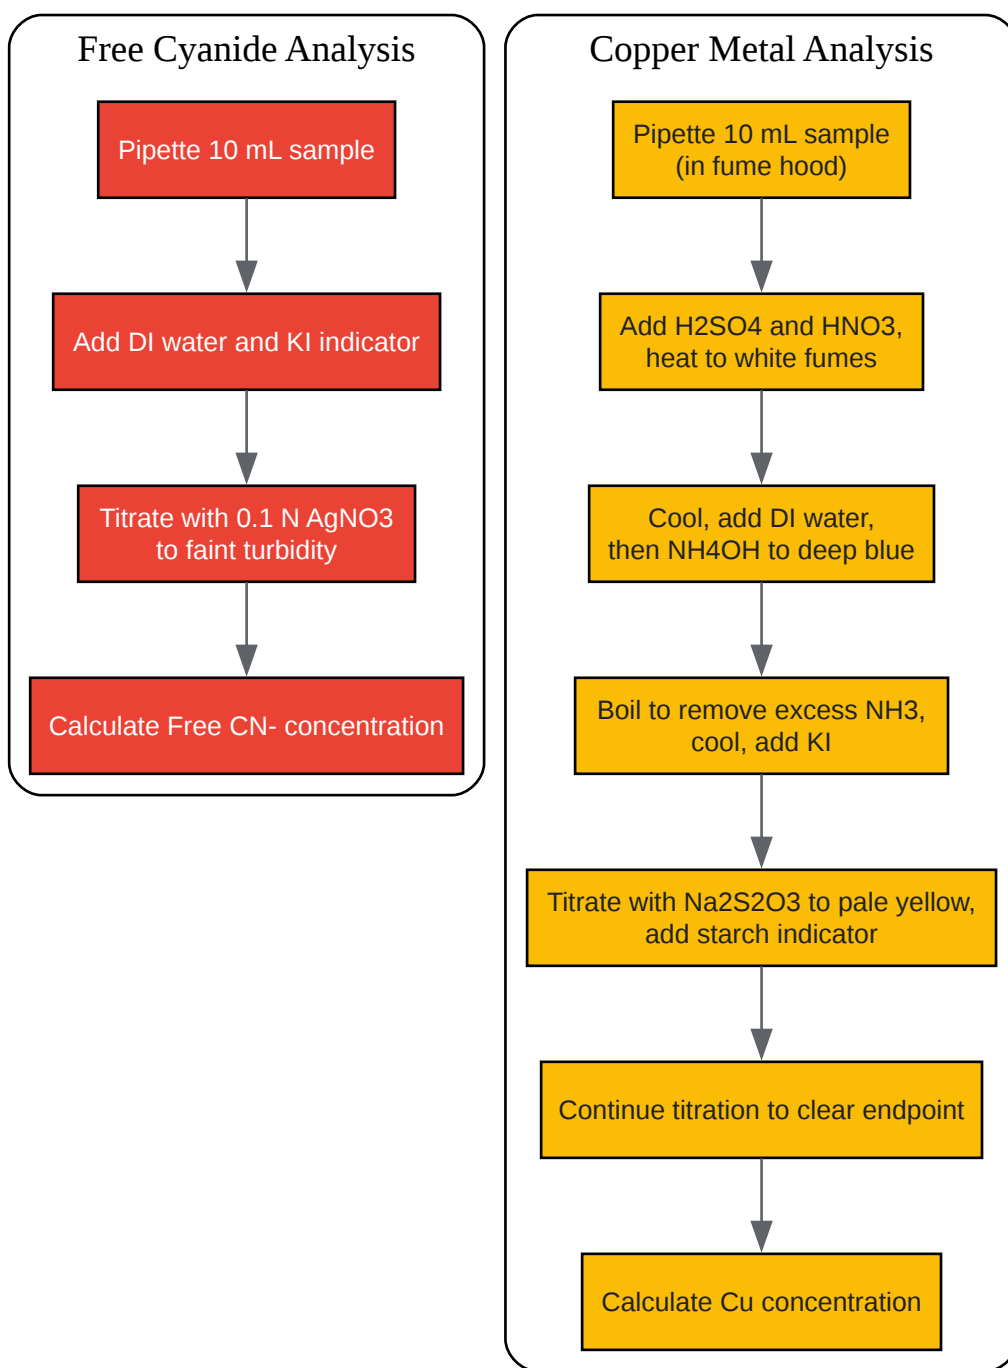 Free Cyanide Analysis
Pipette 10 mL sample
Add DI water and KI indicator
Titrate with 0.1 N AgNO3
to faint turbidity
Calculate Free CN- concentration
Copper Metal Analysis
Pipette 10 mL sample
(in fume hood)
Add H2SO4 and HNO3,
heat to white fumes
Cool, add DI water,
then NH4OH to deep blue
Boil to remove excess NH3,
cool, add KI
Titrate with Na2S2O3 to pale yellow,
add starch indicator
Continue titration to clear endpoint
Calculate Cu concentration